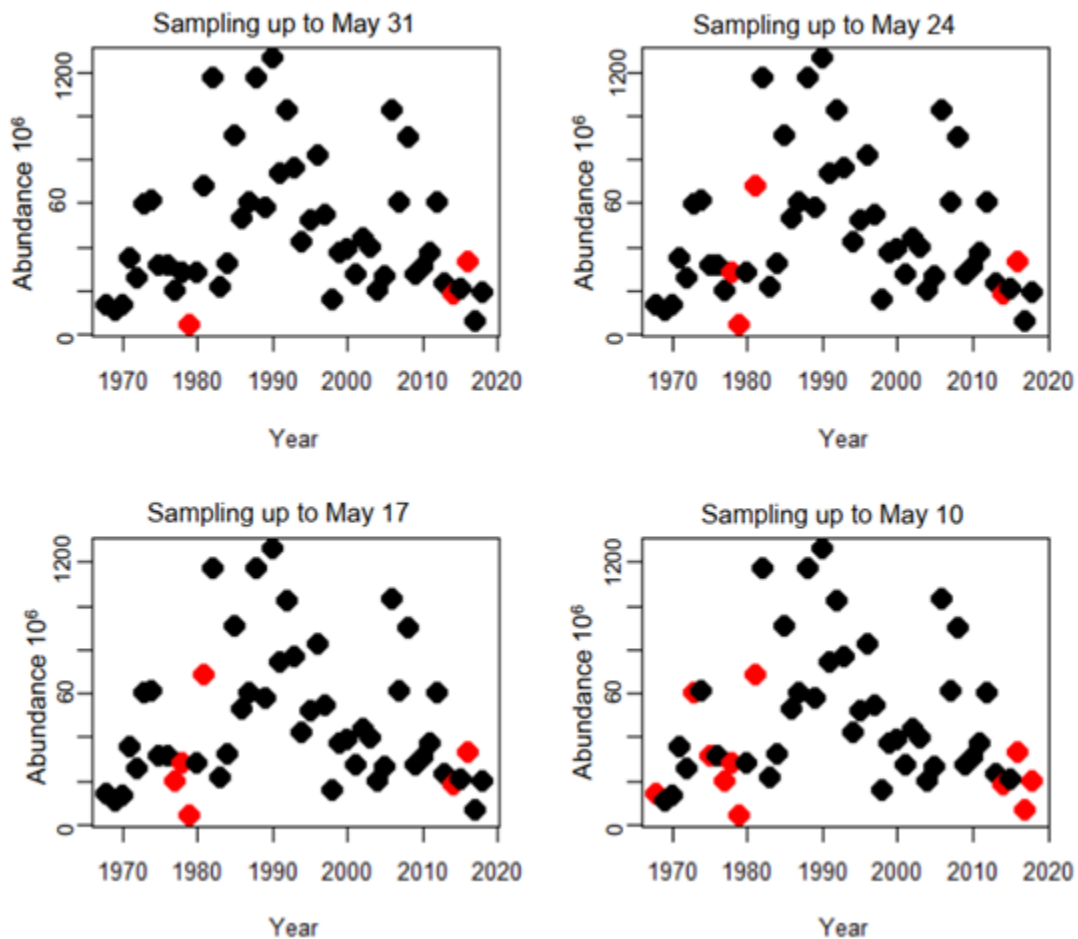 Sampling up to May 31
Abundance 10⁶
1200
60
0
1970 1980 1990 2000 2010 2020
Year
Sampling up to May 24
Abundance 10⁶
1200
60
0
1970 1980 1990 2000 2010 2020
Year
Sampling up to May 17
Abundance 10⁶
1200
60
0
1970 1980 1990 2000 2010 2020
Year
Sampling up to May 10
Abundance 10⁶
1200
60
0
1970 1980 1990 2000 2010 2020
Year